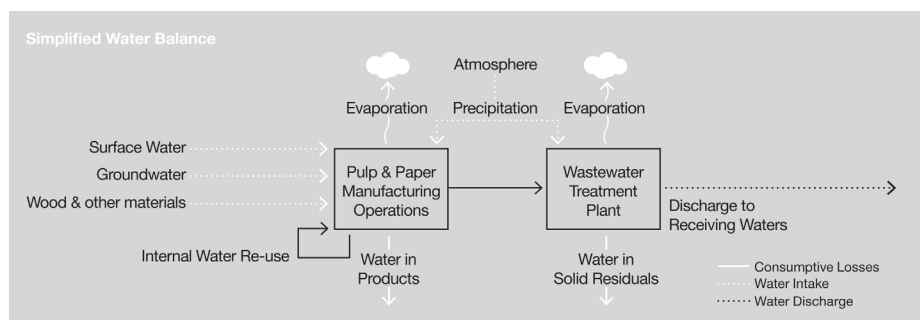 Simplified Water Balance
Atmosphere
Evaporation
Precipitation
Evaporation
Surface Water
Groundwater
Wood & other materials
Pulp & Paper
Manufacturing
Operations
Wastewater
Treatment
Plant
Discharge to
Receiving Waters
Internal Water Re-use
Water in
Products
Water in
Solid Residuals
Consumptive Losses
Water Intake
Water Discharge